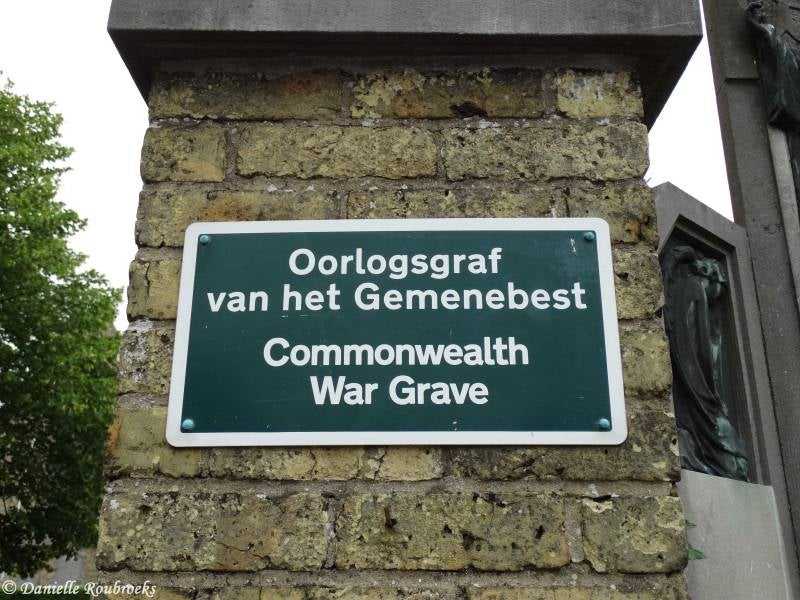 Oorlogsgraf
van het Gemenebest
Commonwealth
War Grave
© Danielle Roubroeks